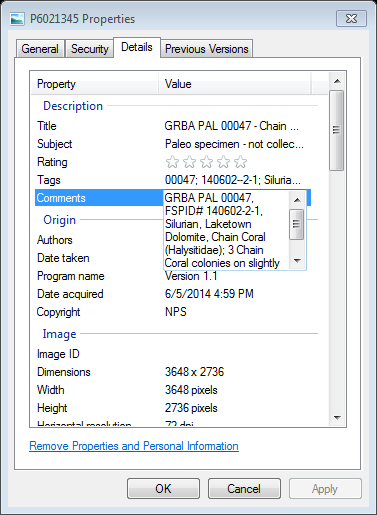 P6021345 Properties
General Security Details Previous Versions
Property Value
Description
Title GRBA PAL 00047 - Chain ...
Subject Paleo specimen - not collec...
Rating
Tags 00047; 140602--2-1; Siluria...
Comments GRBA PAL 00047,
FSPID# 140602-2-1,
Silurian, Laketown
Dolomite, Chain Coral
(Halysitidae); 3 Chain
Coral colonies on slightly
Origin
Authors
Date taken
Program name Version 1.1
Date acquired 6/5/2014 4:59 PM
Copyright NPS
Image
Image ID
Dimensions 3648 x 2736
Width 3648 pixels
Height 2736 pixels
Horizontal resolution 72 dpi
Remove Properties and Personal Information
OK Cancel Apply